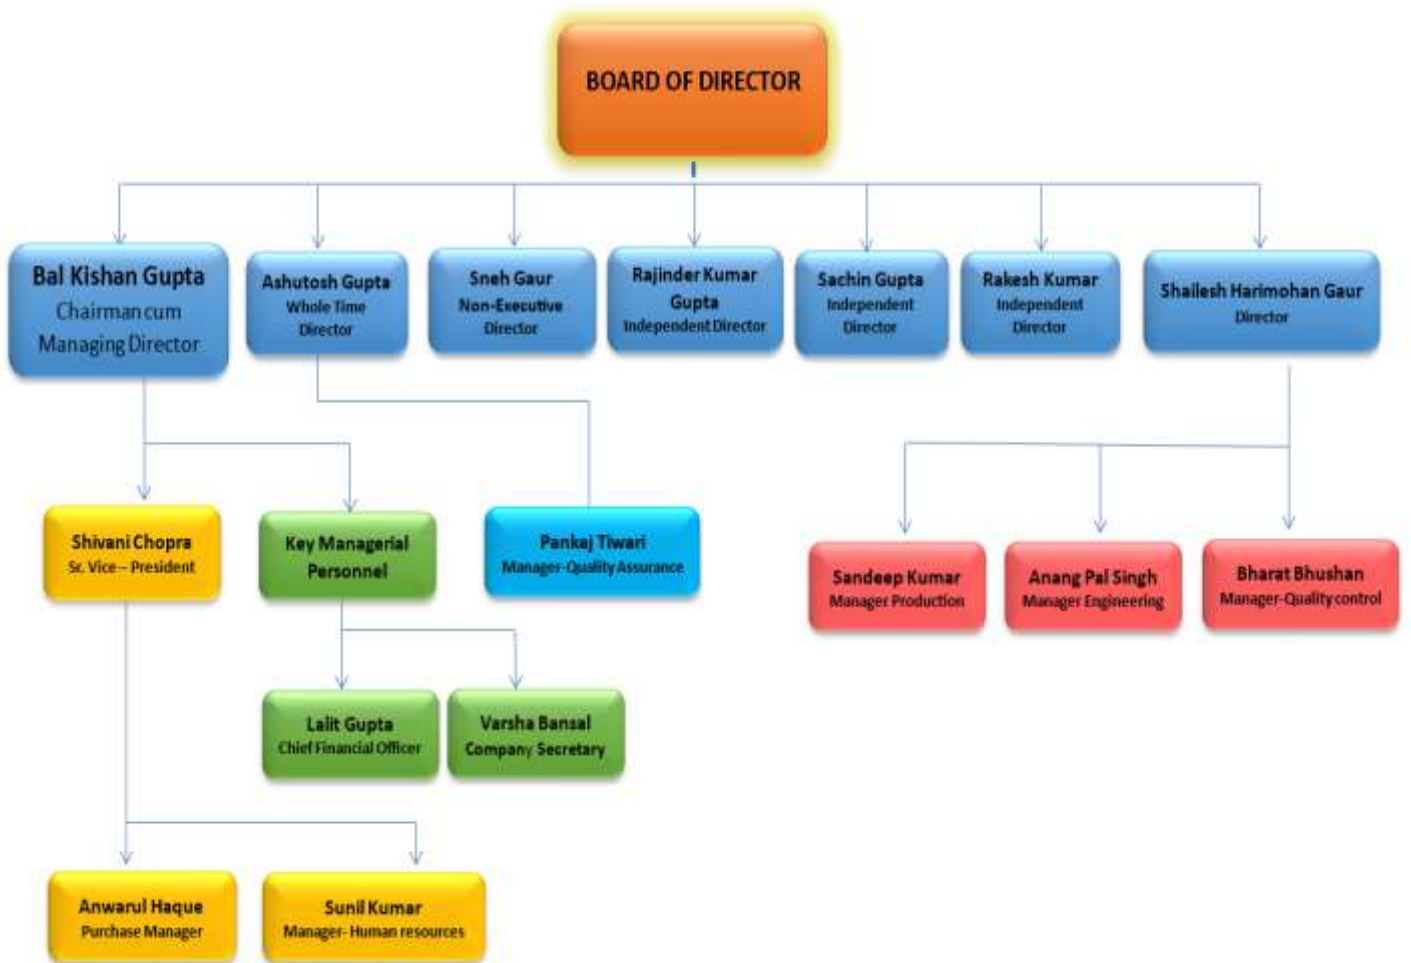 BOARD OF DIRECTOR
Bal Kishan Gupta
Chairman cum
Managing Director
Ashutosh Gupta
Whole Time
Director
Sneh Gaur
Non-Executive
Director
Rajinder Kumar
Gupta
Independent Director
Sachin Gupta
Independent
Director
Rakesh Kumar
Independent
Director
Shailesh Harimohan Gaur
Director
Shivani Chopra
Sr. Vice – President
Key Managerial
Personnel
Pankaj Tiwari
Manager-Quality Assurance
Sandeep Kumar
Manager Production
Anang Pal Singh
Manager Engineering
Bharat Bhushan
Manager-Quality control
Lalit Gupta
Chief Financial Officer
Varsha Bansal
Company Secretary
Anwarul Haque
Purchase Manager
Sunil Kumar
Manager- Human resources